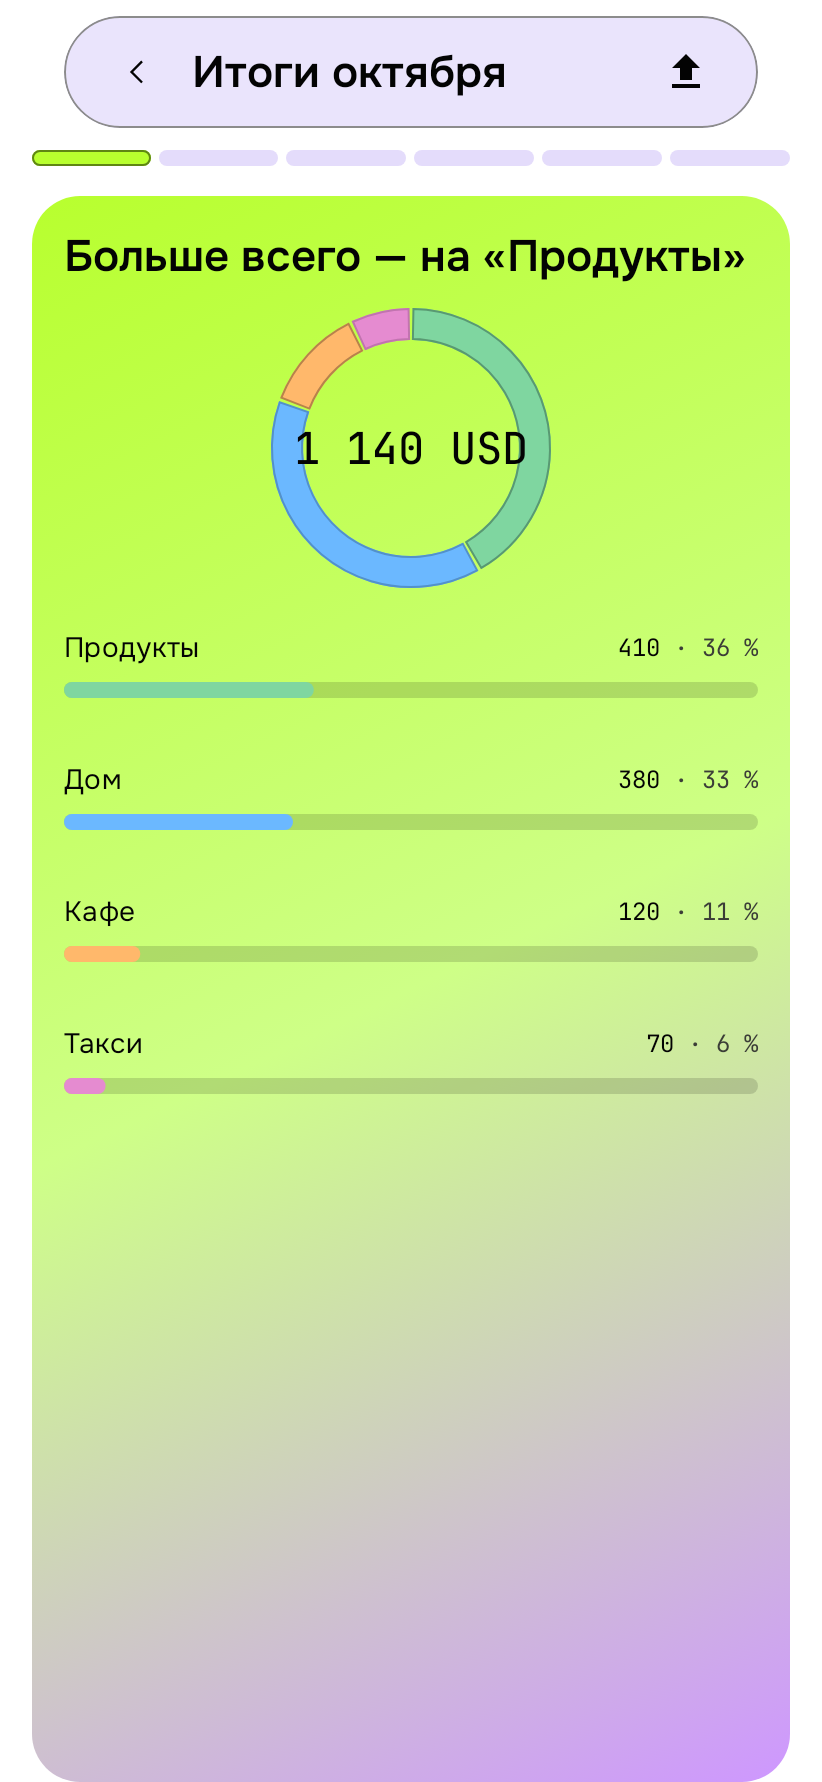 Итоги октября
Больше всего — на «Продукты»
1 140 USD
Продукты 410 · 36 %
Дом 380 · 33 %
Кафе 120 · 11 %
Такси 70 · 6 %